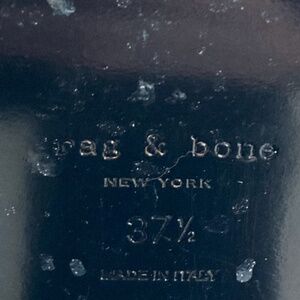 rag & bone
NEW YORK
37½
MADE IN ITALY